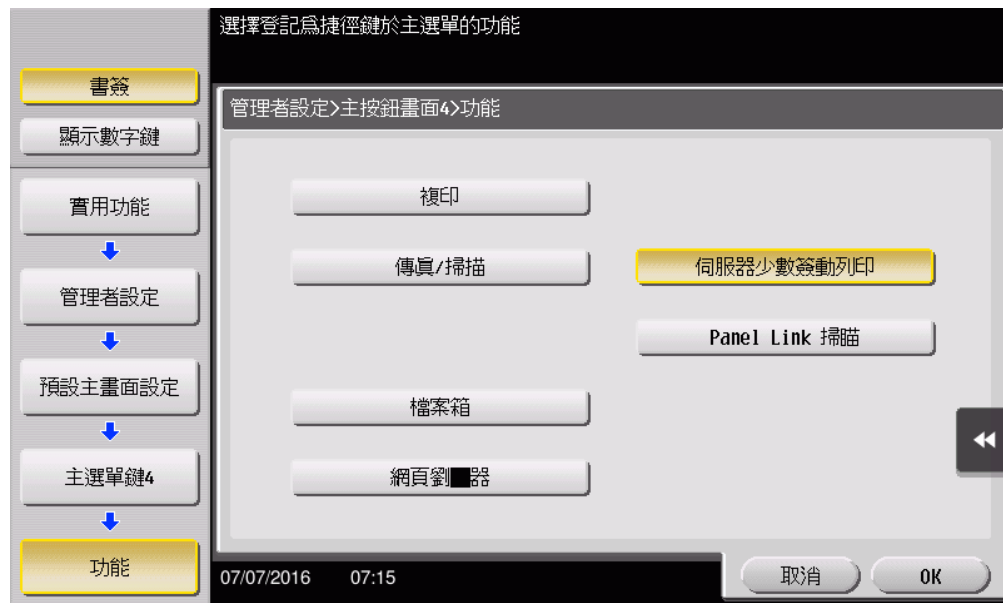 選擇登記爲捷徑鍵於主選單的功能
書簽
顯示數字鍵
實用功能
管理者設定
預設主畫面設定
主選單鍵4
功能
管理者設定>主按鈕畫面4>功能
複印
傳眞/掃描
伺服器少數簽動列印
Panel Link 掃瞄
檔案箱
網頁劉■器
07/07/2016 07:15
取消
OK